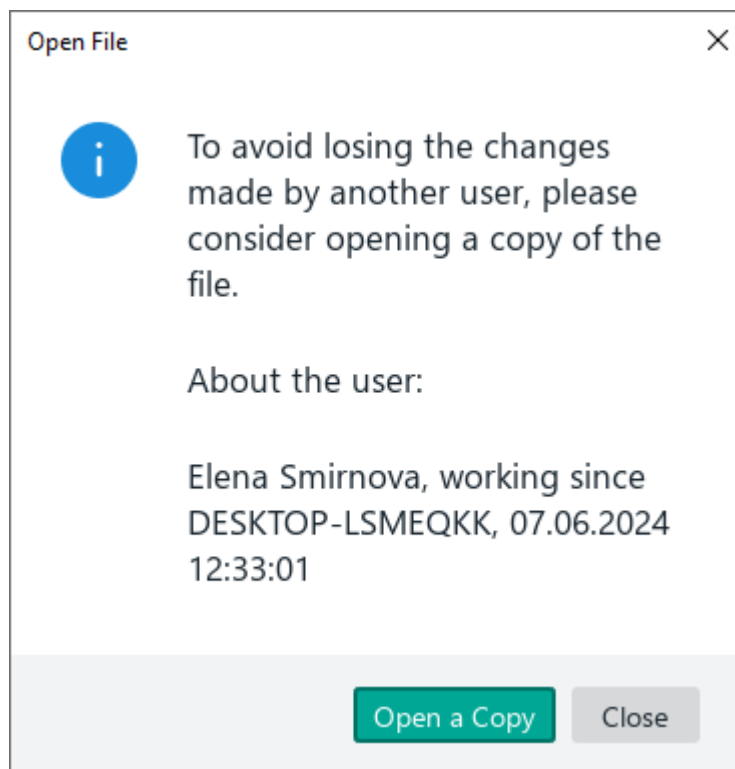 Open File
To avoid losing the changes
made by another user, please
consider opening a copy of the
file.
About the user:
Elena Smirnova, working since
DESKTOP-LSMEQKK, 07.06.2024
12:33:01
Open a Copy
Close